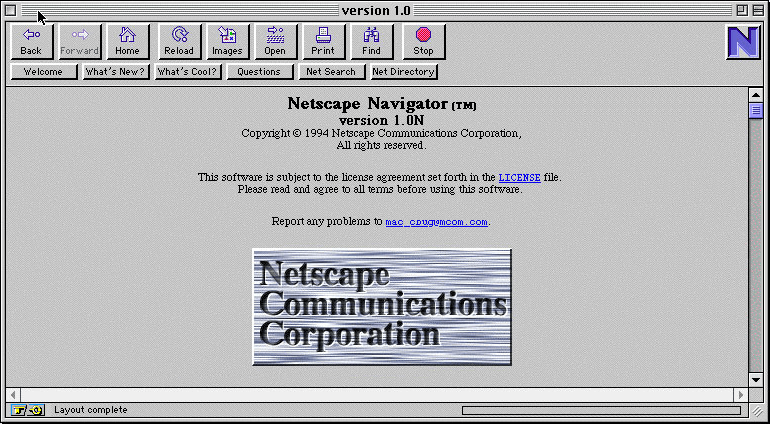 version 1.0
Back Forward Home Reload Images Open Print Find Stop
N
Welcome What's New? What's Cool? Questions Net Search Net Directory
Netscape Navigator (TM)
version 1.0N
Copyright © 1994 Netscape Communications Corporation,
All rights reserved.
This software is subject to the license agreement set forth in the LICENSE file.
Please read and agree to all terms before using this software.
Report any problems to mac_cbug@mcom.com.
Netscape
Communications
Corporation
Layout complete